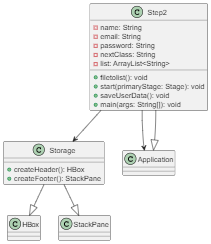 C Step2
name: String
email: String
password: String
nextClass: String
list: ArrayList<String>
filetolist(): void
start(primaryStage: Stage): void
saveUserData(): void
main(args: String[]): void
C Storage
createHeader(): HBox
createFooter(): StackPane
C Application
C HBox
C StackPane